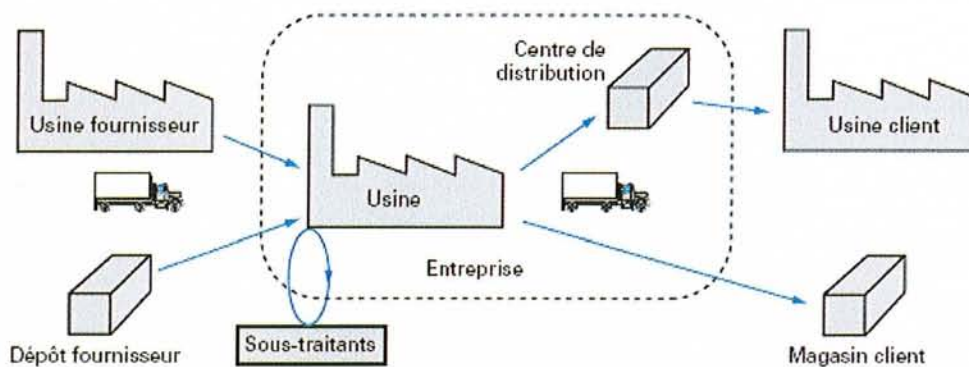 Centre de
distribution
Usine fournisseur
Usine client
Usine
Entreprise
Sous-traitants
Dépôt fournisseur
Magasin client